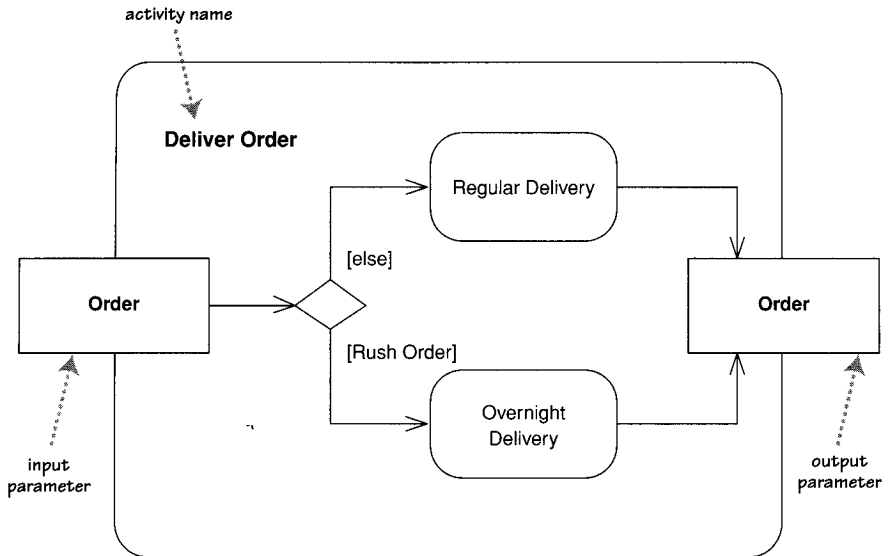 activity name
Deliver Order
Regular Delivery
[else]
Order
Order
[Rush Order]
Overnight
Delivery
input
parameter
output
parameter